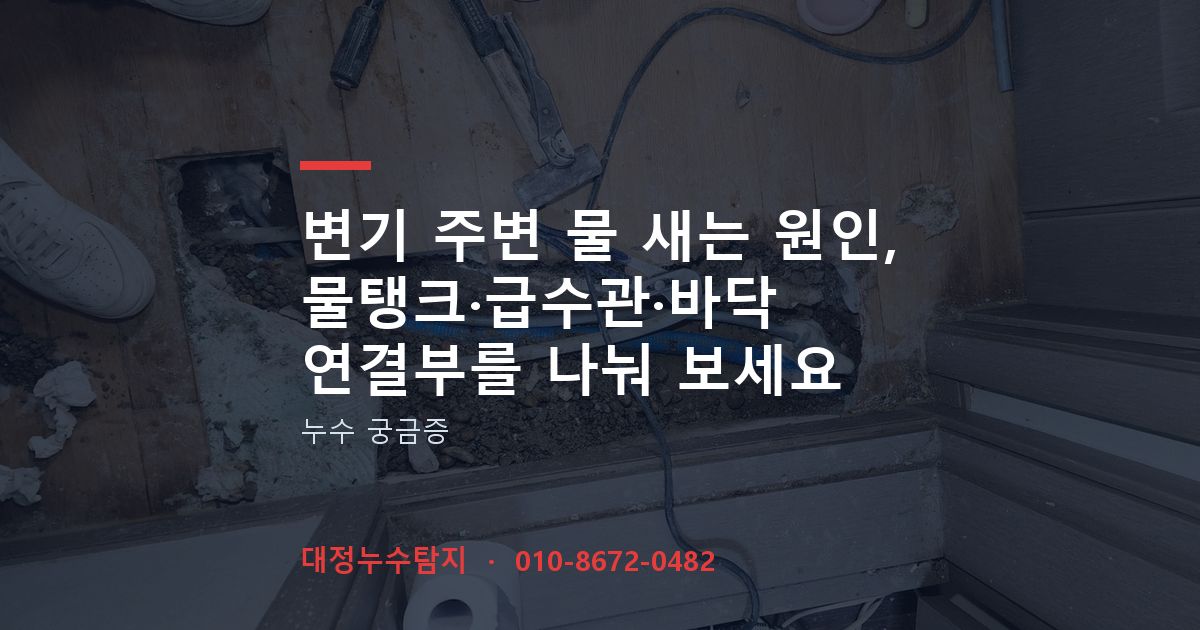 변기 주변 물 새는 원인,
물탱크·급수관·바닥
연결부를 나눠 보세요
누수 궁금증
대정누수탐지 · 010-8672-0482